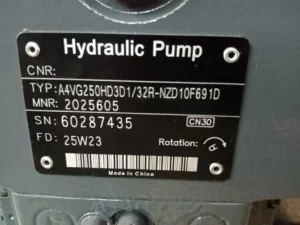 Hydraulic Pump
CNR:
TYP: A4VG250HD3D1/32R-NZD10F691D
MNR: 2025605
SN: 60287435 CN30
FD: 25W23 Rotation:
Made in China